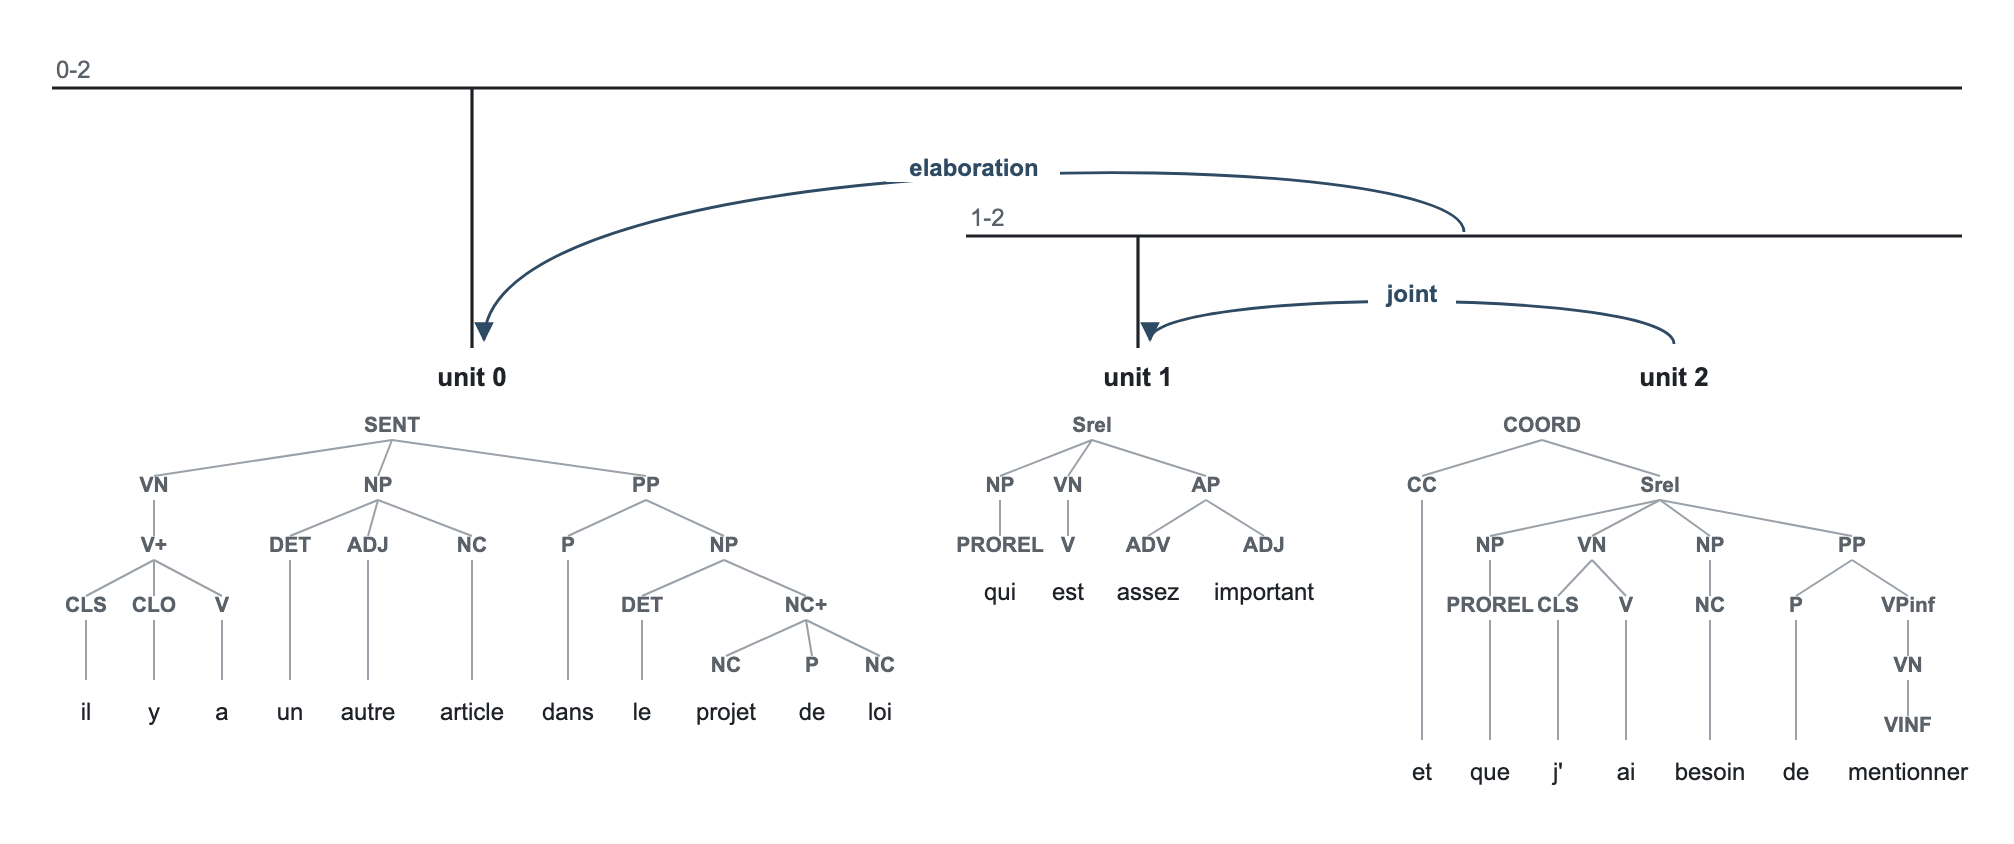 0-2
elaboration
1-2
joint
unit 0 unit 1 unit 2
SENT Srel COORD
VN NP PP NP VN AP CC Srel
V+ DET ADJ NC P NP PROREL V ADV ADJ NP VN NP PP
qui est assez important
CLS CLO V DET NC+ PROREL CLS V NC P VPinf
NC P NC VN
il y a un autre article dans le projet de loi
VINF
et que j' ai besoin de mentionner